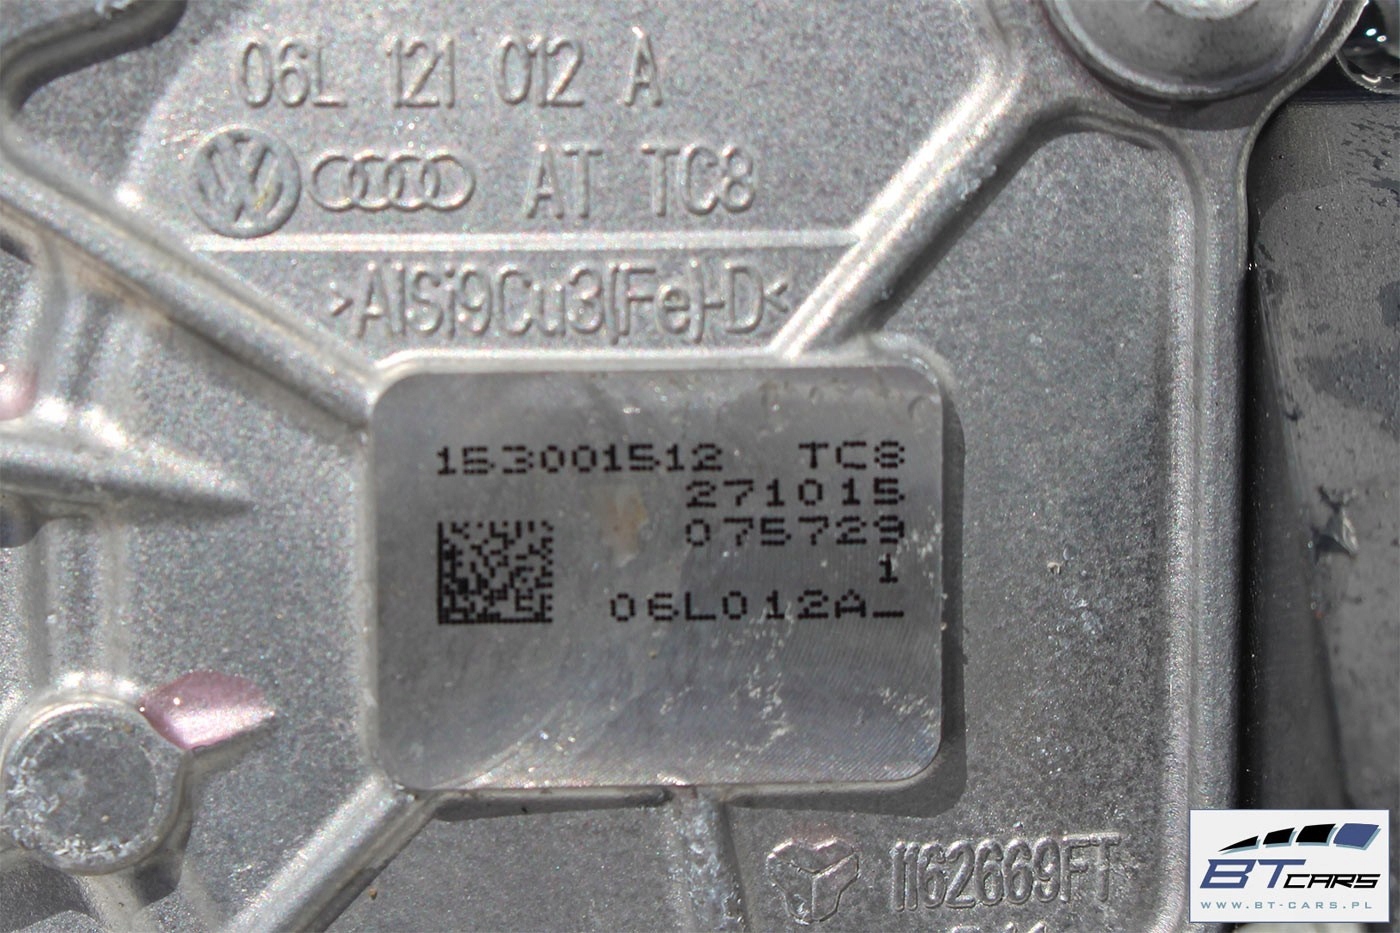 06L 121 012 A
AT TC8
>AlSi9Cu3(Fe)-D<
153001512 TC8
271015
075729
1
06L012A_
1162669FT
BT CARS
WWW.BT-CARS.PL